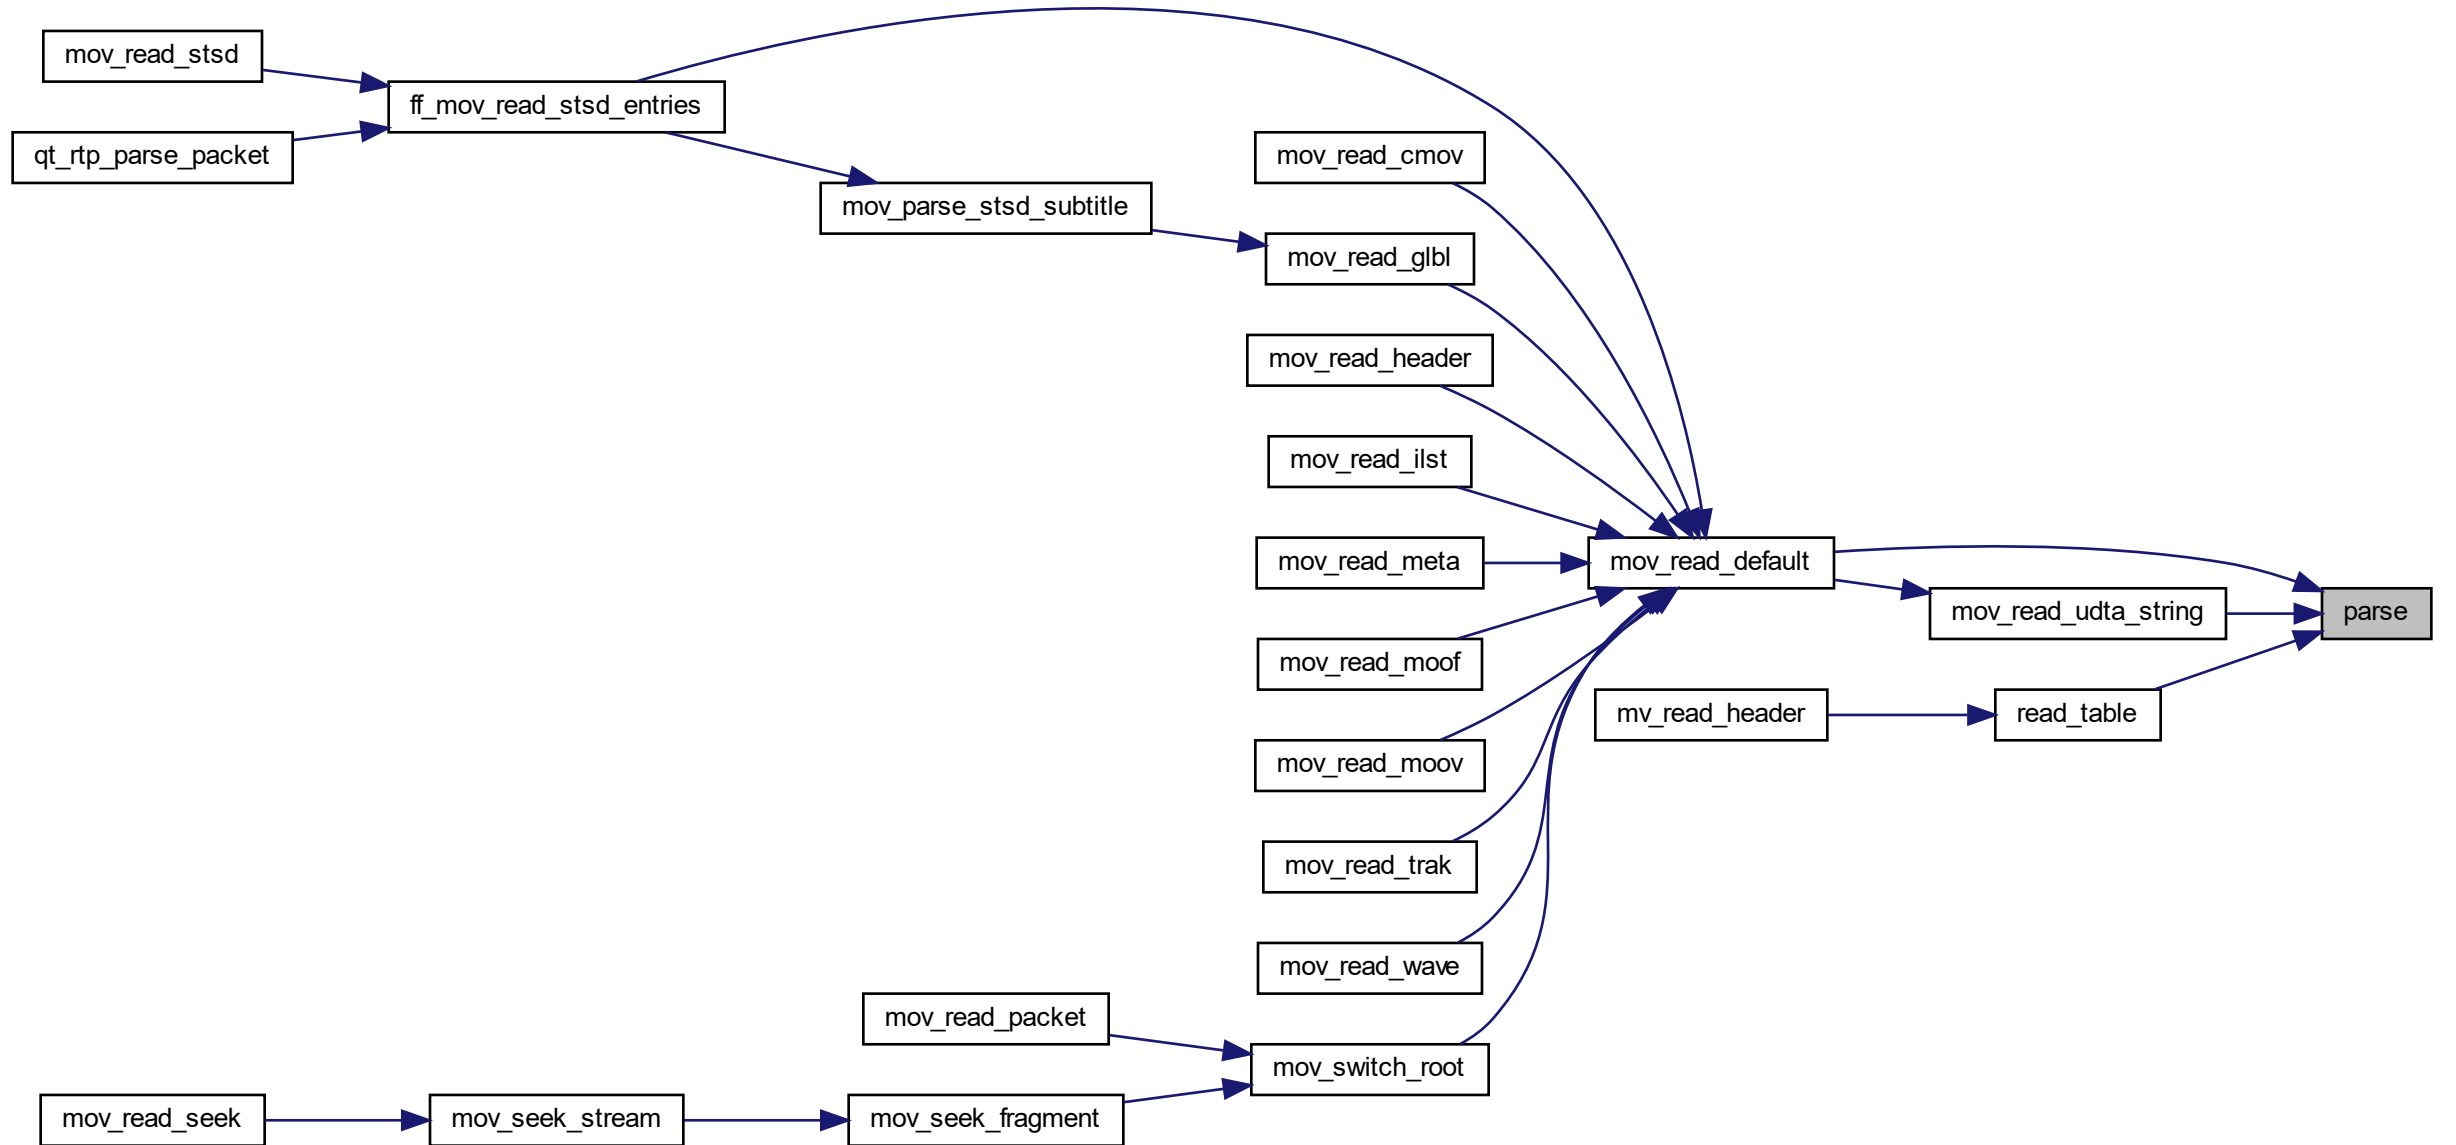 mov_read_stsd
ff_mov_read_stsd_entries
qt_rtp_parse_packet
mov_read_cmov
mov_parse_stsd_subtitle
mov_read_glbl
mov_read_header
mov_read_ilst
mov_read_meta
mov_read_default
mov_read_udta_string
parse
mov_read_moof
mv_read_header
read_table
mov_read_moov
mov_read_trak
mov_read_wave
mov_read_packet
mov_switch_root
mov_read_seek
mov_seek_stream
mov_seek_fragment